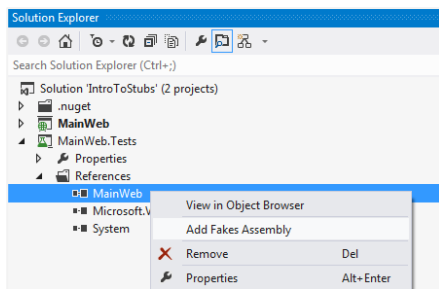 Solution Explorer
Search Solution Explorer (Ctrl+;)
Solution 'IntroToStubs' (2 projects)
.nuget
MainWeb
MainWeb.Tests
Properties
References
MainWeb
View in Object Browser
Microsoft.V
System
Add Fakes Assembly
Remove Del
Properties Alt+Enter